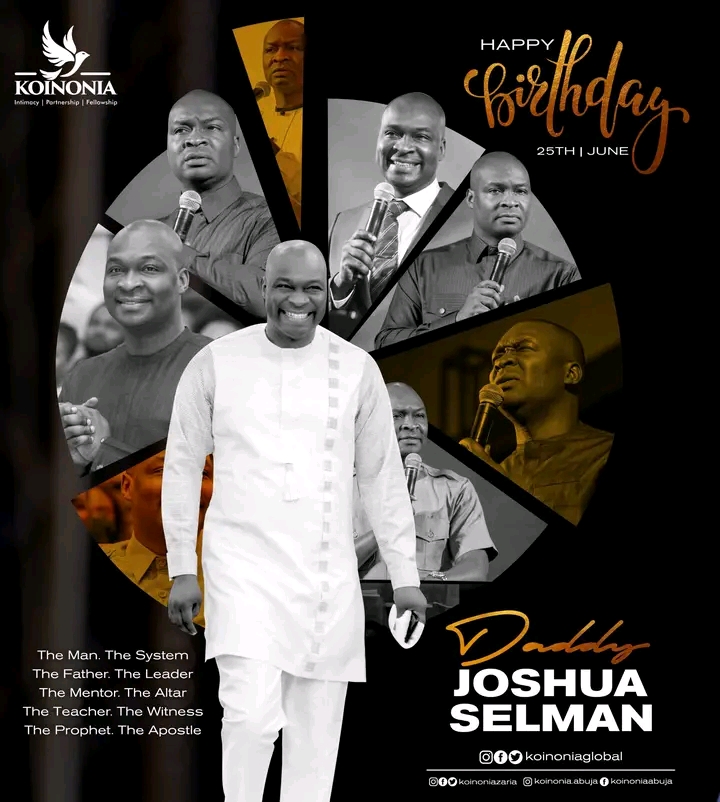 KOINONIA
Intimacy | Partnership | Fellowship
HAPPY
birthday
25TH | JUNE
The Man. The System
The Father. The Leader
The Mentor. The Altar
The Teacher. The Witness
The Prophet. The Apostle
Daddy
JOSHUA
SELMAN
koinoniaglobal
koinoniazaria koinonia.abuja koinoniaabuja